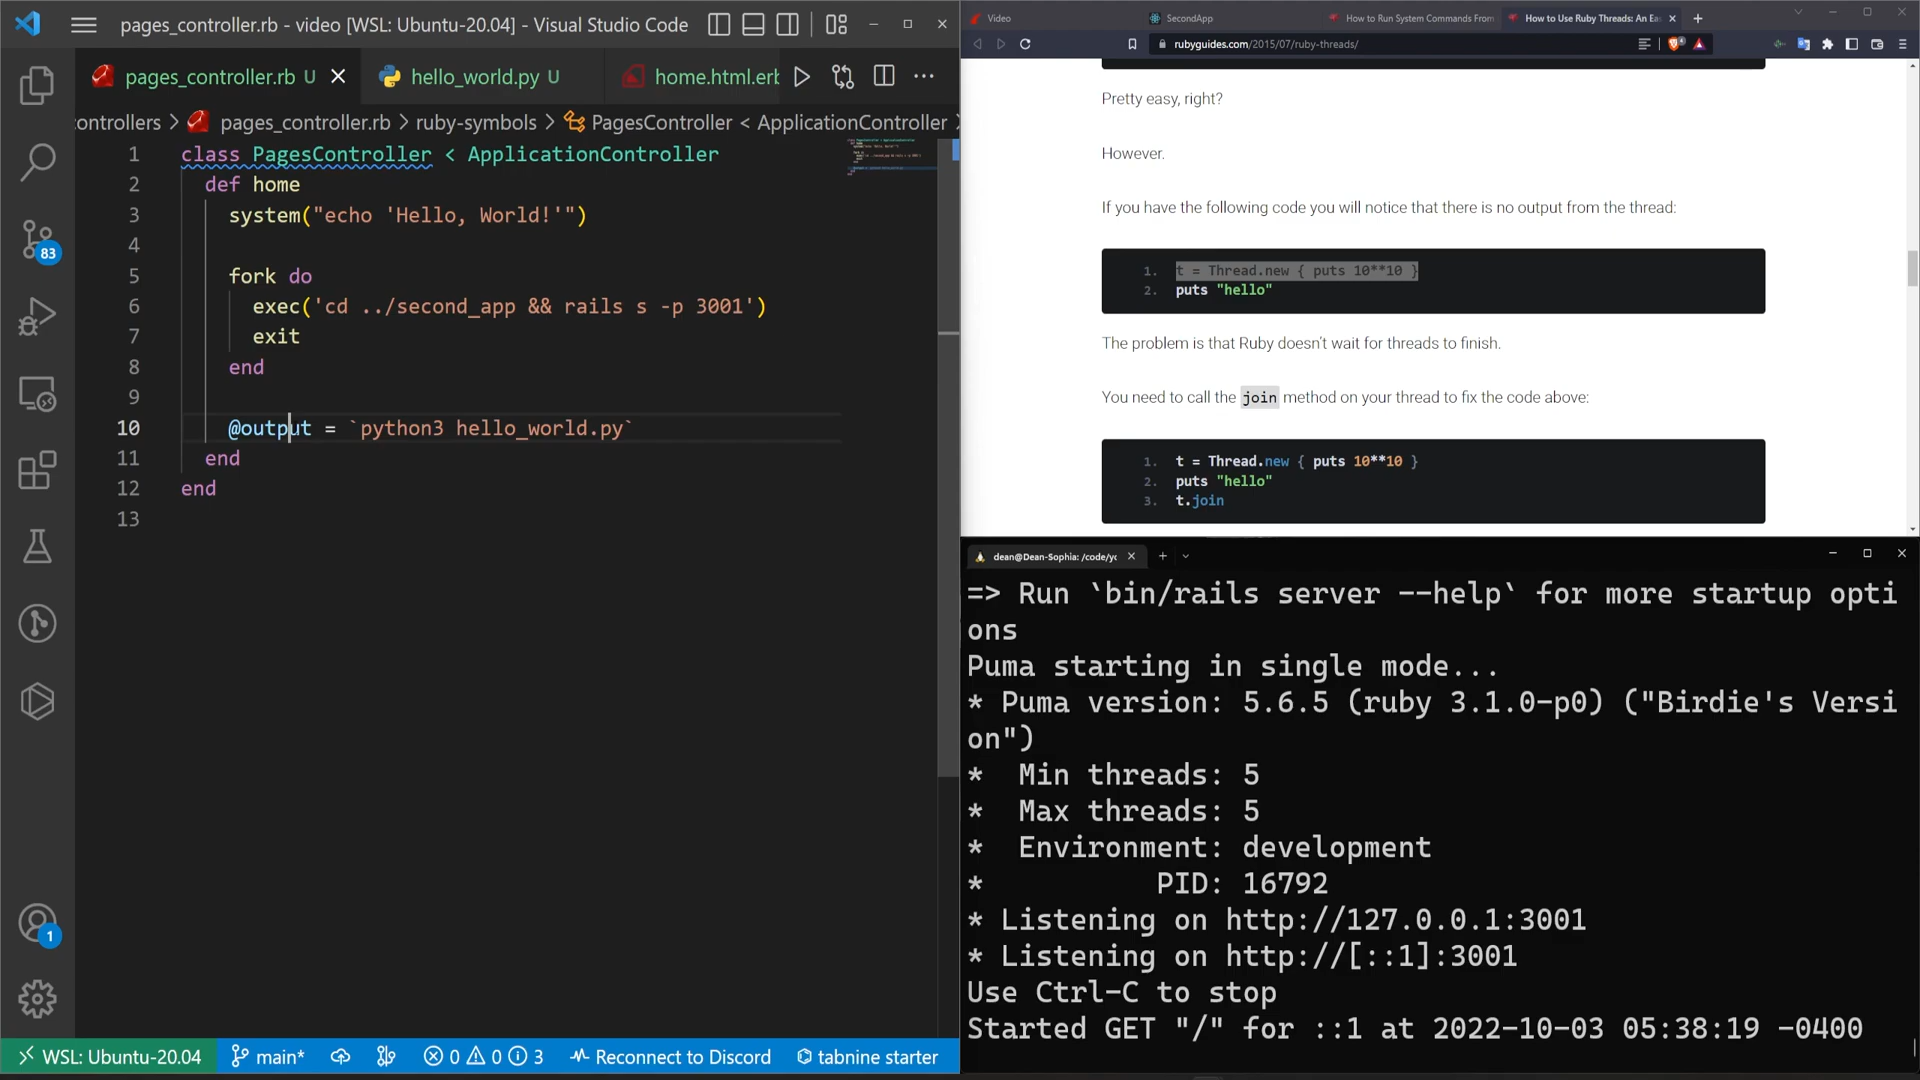 pages_controller.rb - video [WSL: Ubuntu-20.04] - Visual Studio Code
pages_controller.rb U
hello_world.py U
home.html.erb
ontrollers > pages_controller.rb > ruby-symbols > PagesController < ApplicationController >
1 class PagesController < ApplicationController
2 def home
3 system("echo 'Hello, World!'")
4
5 fork do
6 exec('cd ../second_app && rails s -p 3001')
7 exit
8 end
9
10 @output = `python3 hello_world.py`
11 end
12 end
13
83
1
WSL: Ubuntu-20.04 main* 0 0 3 Reconnect to Discord tabnine starter
Video
SecondApp
How to Run System Commands From
How to Use Ruby Threads: An Ea
rubyguides.com/2015/07/ruby-threads/
Pretty easy, right?
However.
If you have the following code you will notice that there is no output from the thread:
1. t = Thread.new { puts 10**10 }
2. puts "hello"
The problem is that Ruby doesn't wait for threads to finish.
You need to call the join method on your thread to fix the code above:
1. t = Thread.new { puts 10**10 }
2. puts "hello"
3. t.join
dean@Dean-Sophia: /code/yo
=> Run `bin/rails server --help` for more startup opti
ons
Puma starting in single mode...
* Puma version: 5.6.5 (ruby 3.1.0-p0) ("Birdie's Versi
on")
* Min threads: 5
* Max threads: 5
* Environment: development
* PID: 16792
* Listening on http://127.0.0.1:3001
* Listening on http://[::1]:3001
Use Ctrl-C to stop
Started GET "/" for ::1 at 2022-10-03 05:38:19 -0400